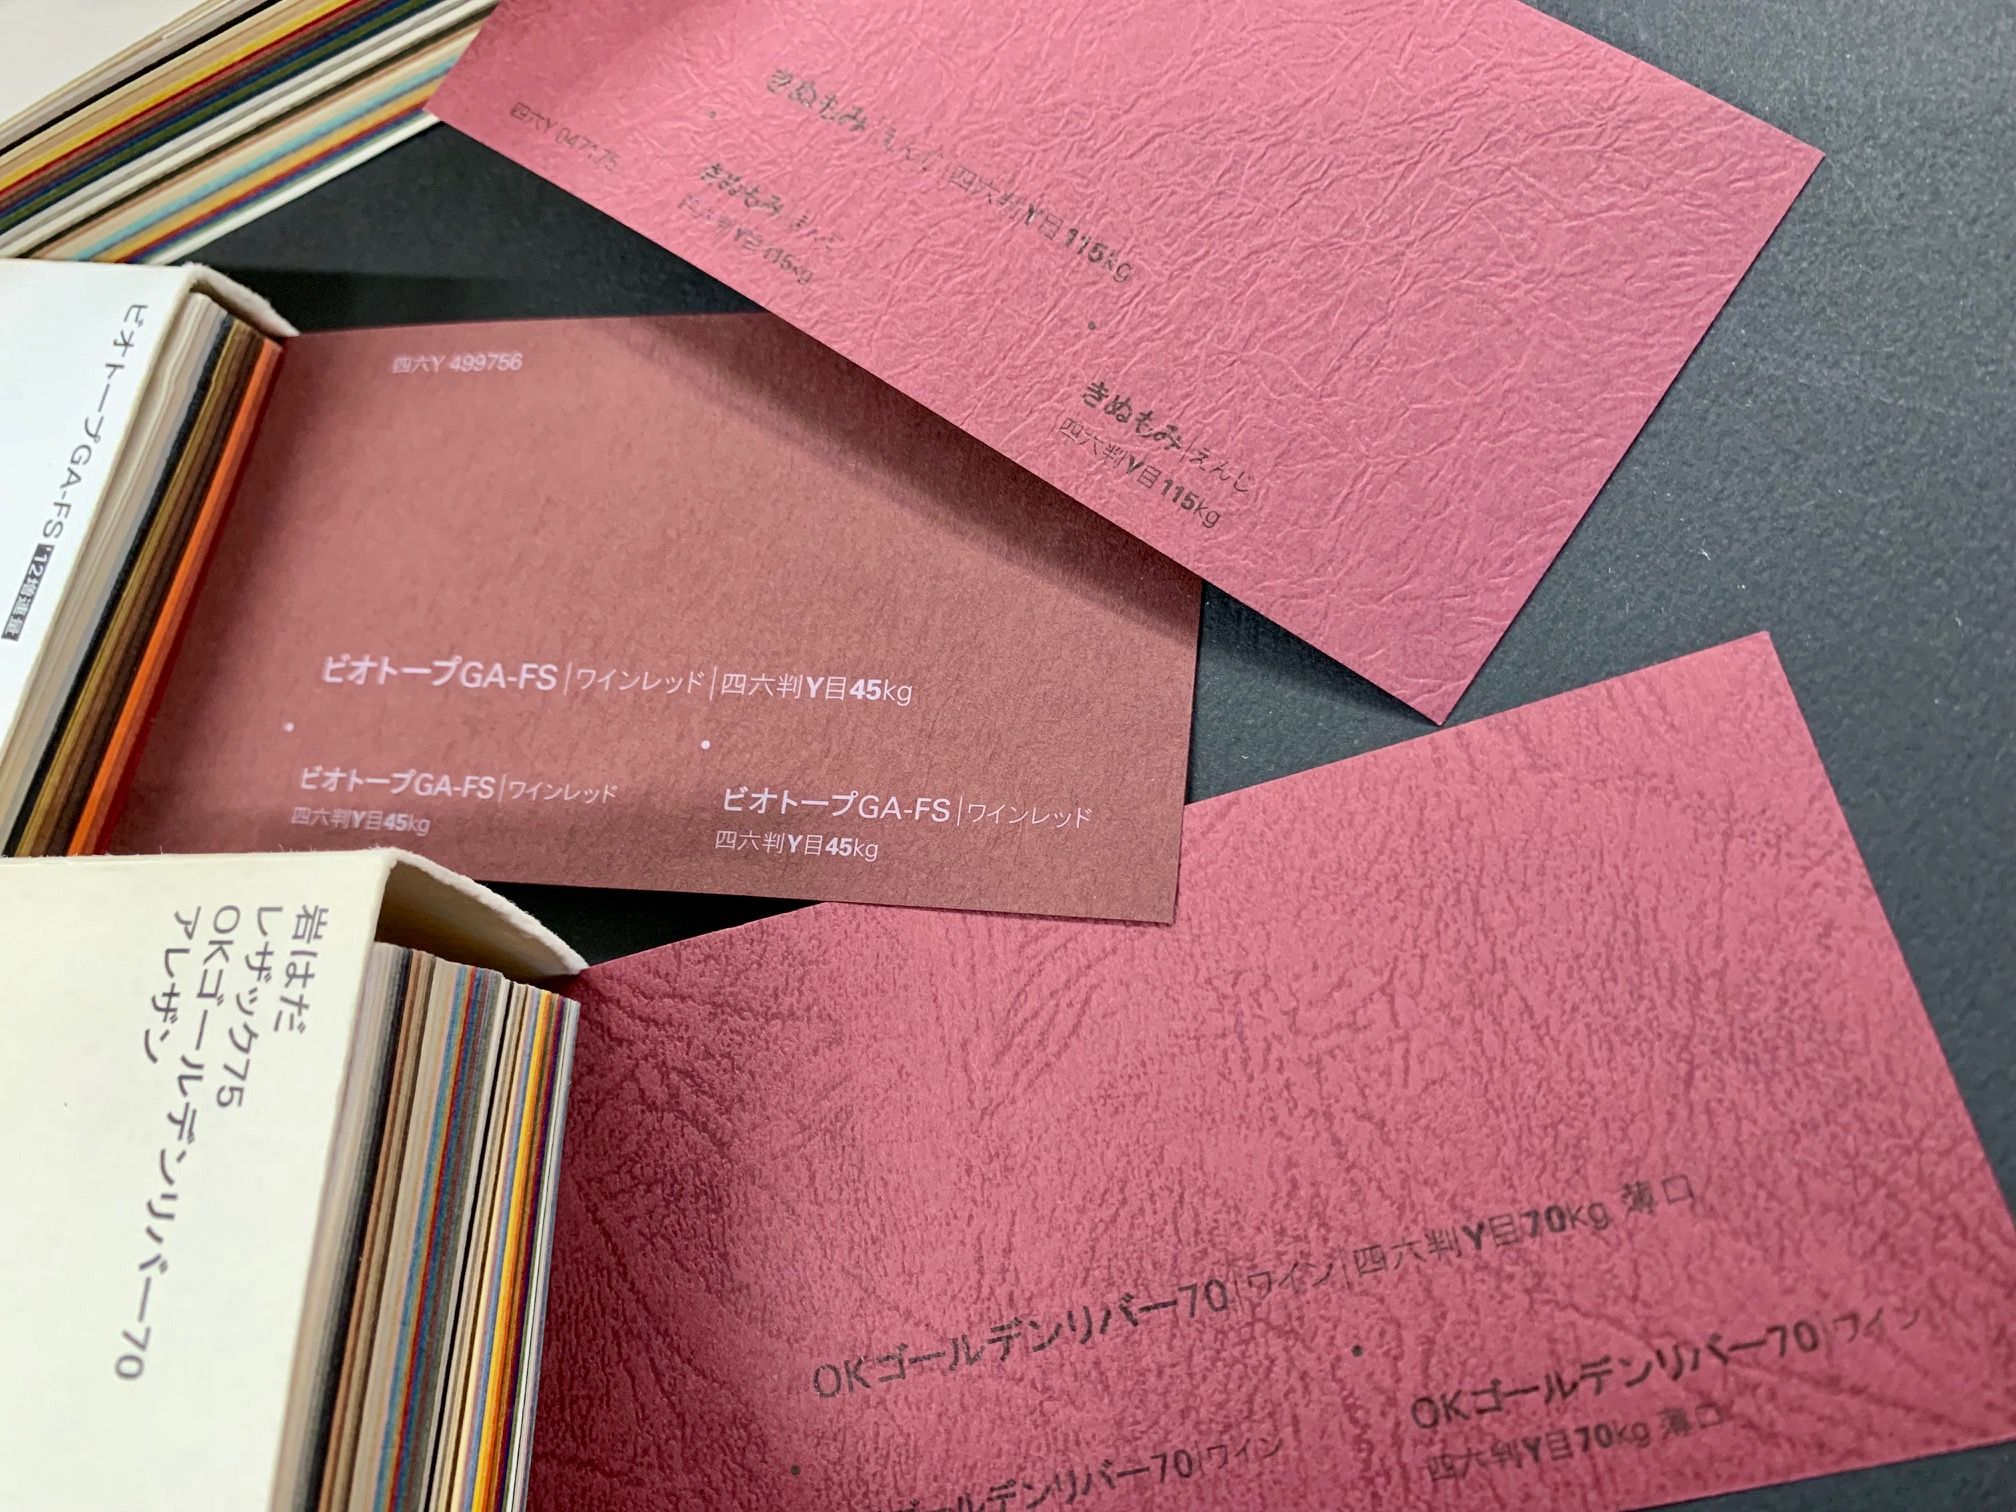 四六Y 047175
きぬもみ|えんじ|四六判Y目115kg
きぬもみ|えんじ
四六判Y目115kg
きぬもみ|えんじ
四六判Y目115kg
ビオトープGA-FS '12増連量
四六Y 499756
ビオトープGA-FS|ワインレッド|四六判Y目45kg
ビオトープGA-FS|ワインレッド
四六判Y目45kg
ビオトープGA-FS|ワインレッド
四六判Y目45kg
岩はだ
レザック75
OKゴールデンリバー70
アレザン
OKゴールデンリバー70|ワイン|四六判Y目70kg 薄口
OKゴールデンリバー70|ワイン
四六判Y目70kg 薄口
ゴールデンリバー70|ワイン